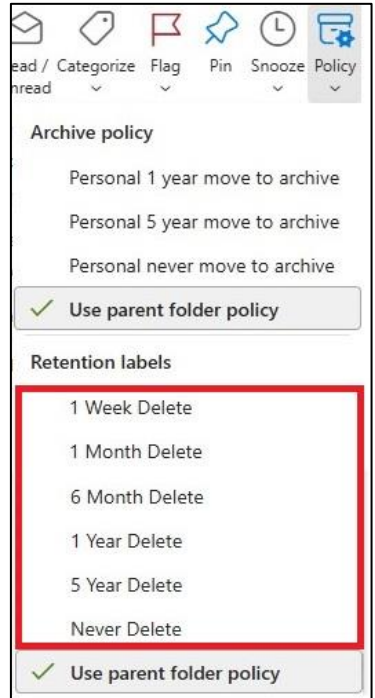 ead / Categorize Flag Pin Snooze Policy
nread
Archive policy
Personal 1 year move to archive
Personal 5 year move to archive
Personal never move to archive
Use parent folder policy
Retention labels
1 Week Delete
1 Month Delete
6 Month Delete
1 Year Delete
5 Year Delete
Never Delete
Use parent folder policy